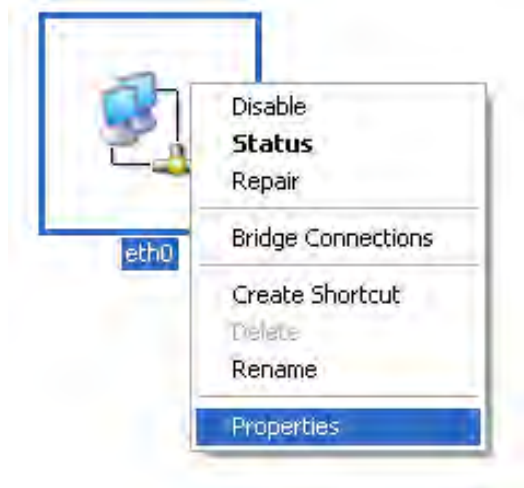 Disable
Status
Repair
Bridge Connections
eth0
Create Shortcut
Delete
Rename
Properties